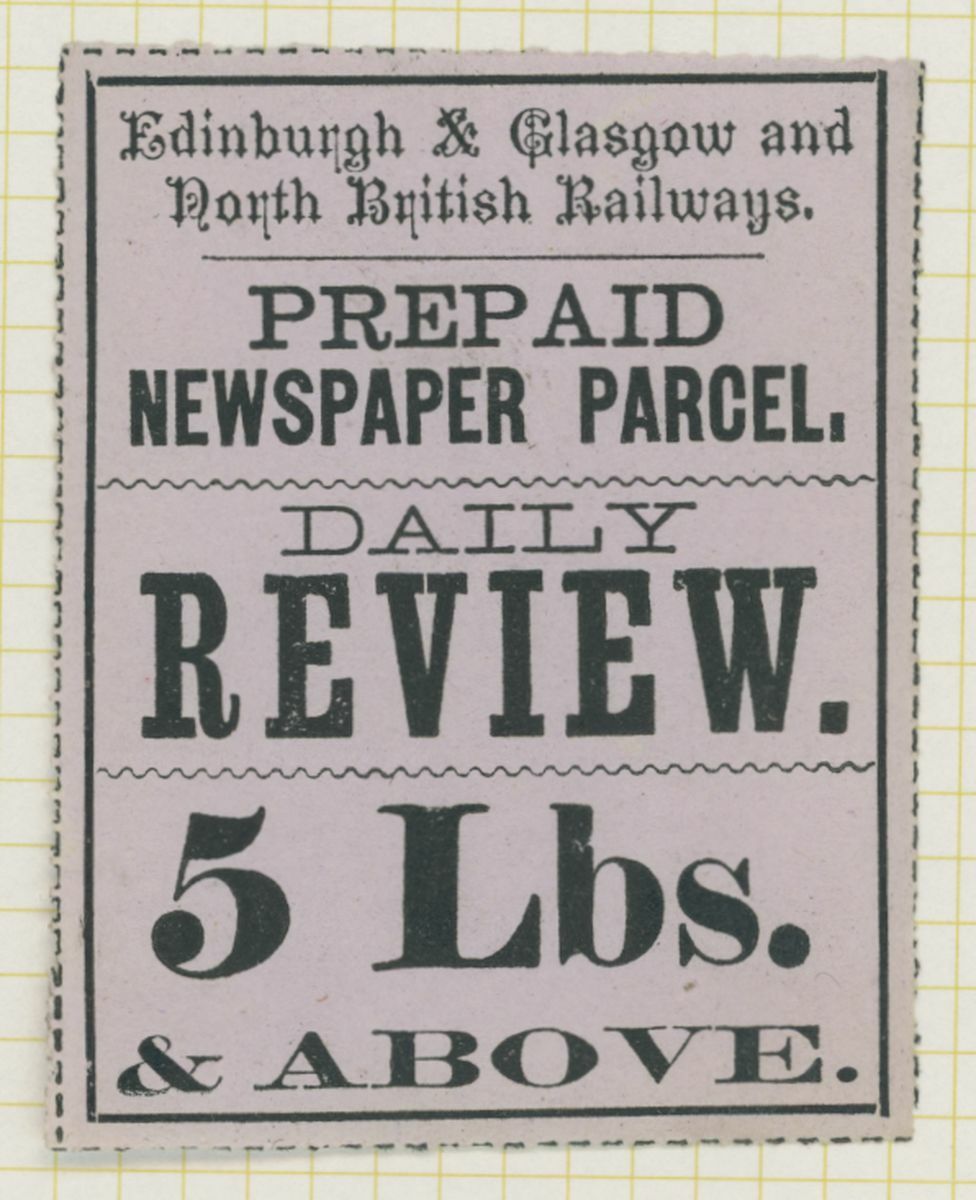 Edinburgh & Glasgow and
North British Railways.
PREPAID
NEWSPAPER PARCEL.
DAILY
REVIEW.
5 Lbs.
& ABOVE.